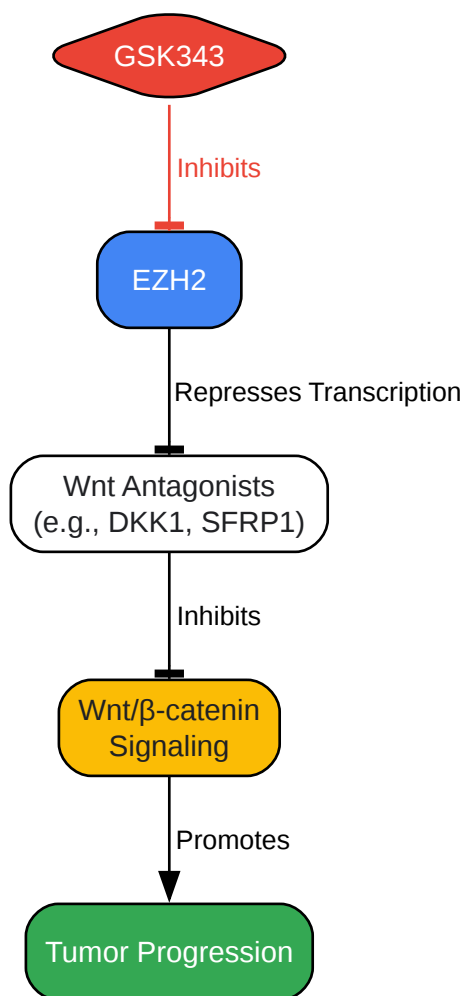 GSK343
Inhibits
EZH2
Represses Transcription
Wnt Antagonists
(e.g., DKK1, SFRP1)
Inhibits
Wnt/β-catenin
Signaling
Promotes
Tumor Progression